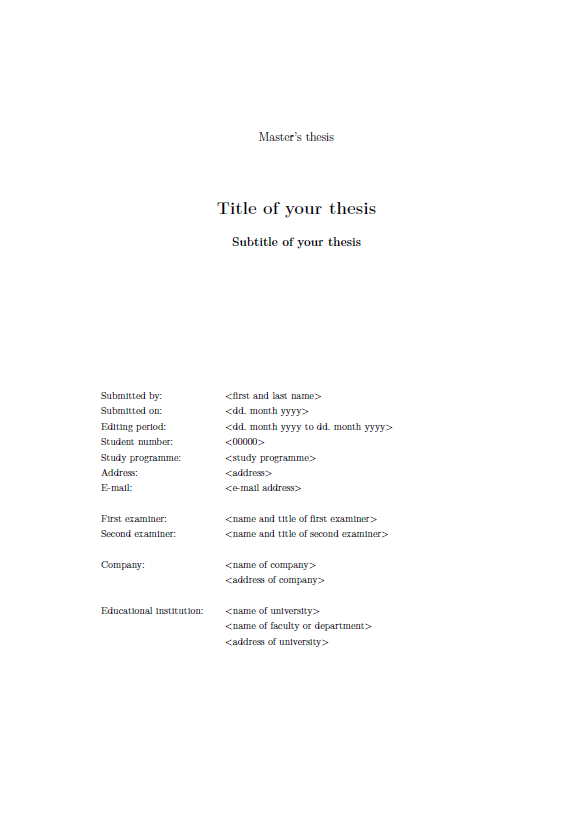 Master's thesis
Title of your thesis
Subtitle of your thesis
Submitted by: <first and last name>
Submitted on: <dd. month yyyy>
Editing period: <dd. month yyyy to dd. month yyyy>
Student number: <00000>
Study programme: <study programme>
Address: <address>
E-mail: <e-mail address>
First examiner: <name and title of first examiner>
Second examiner: <name and title of second examiner>
Company: <name of company>
<address of company>
Educational institution: <name of university>
<name of faculty or department>
<address of university>